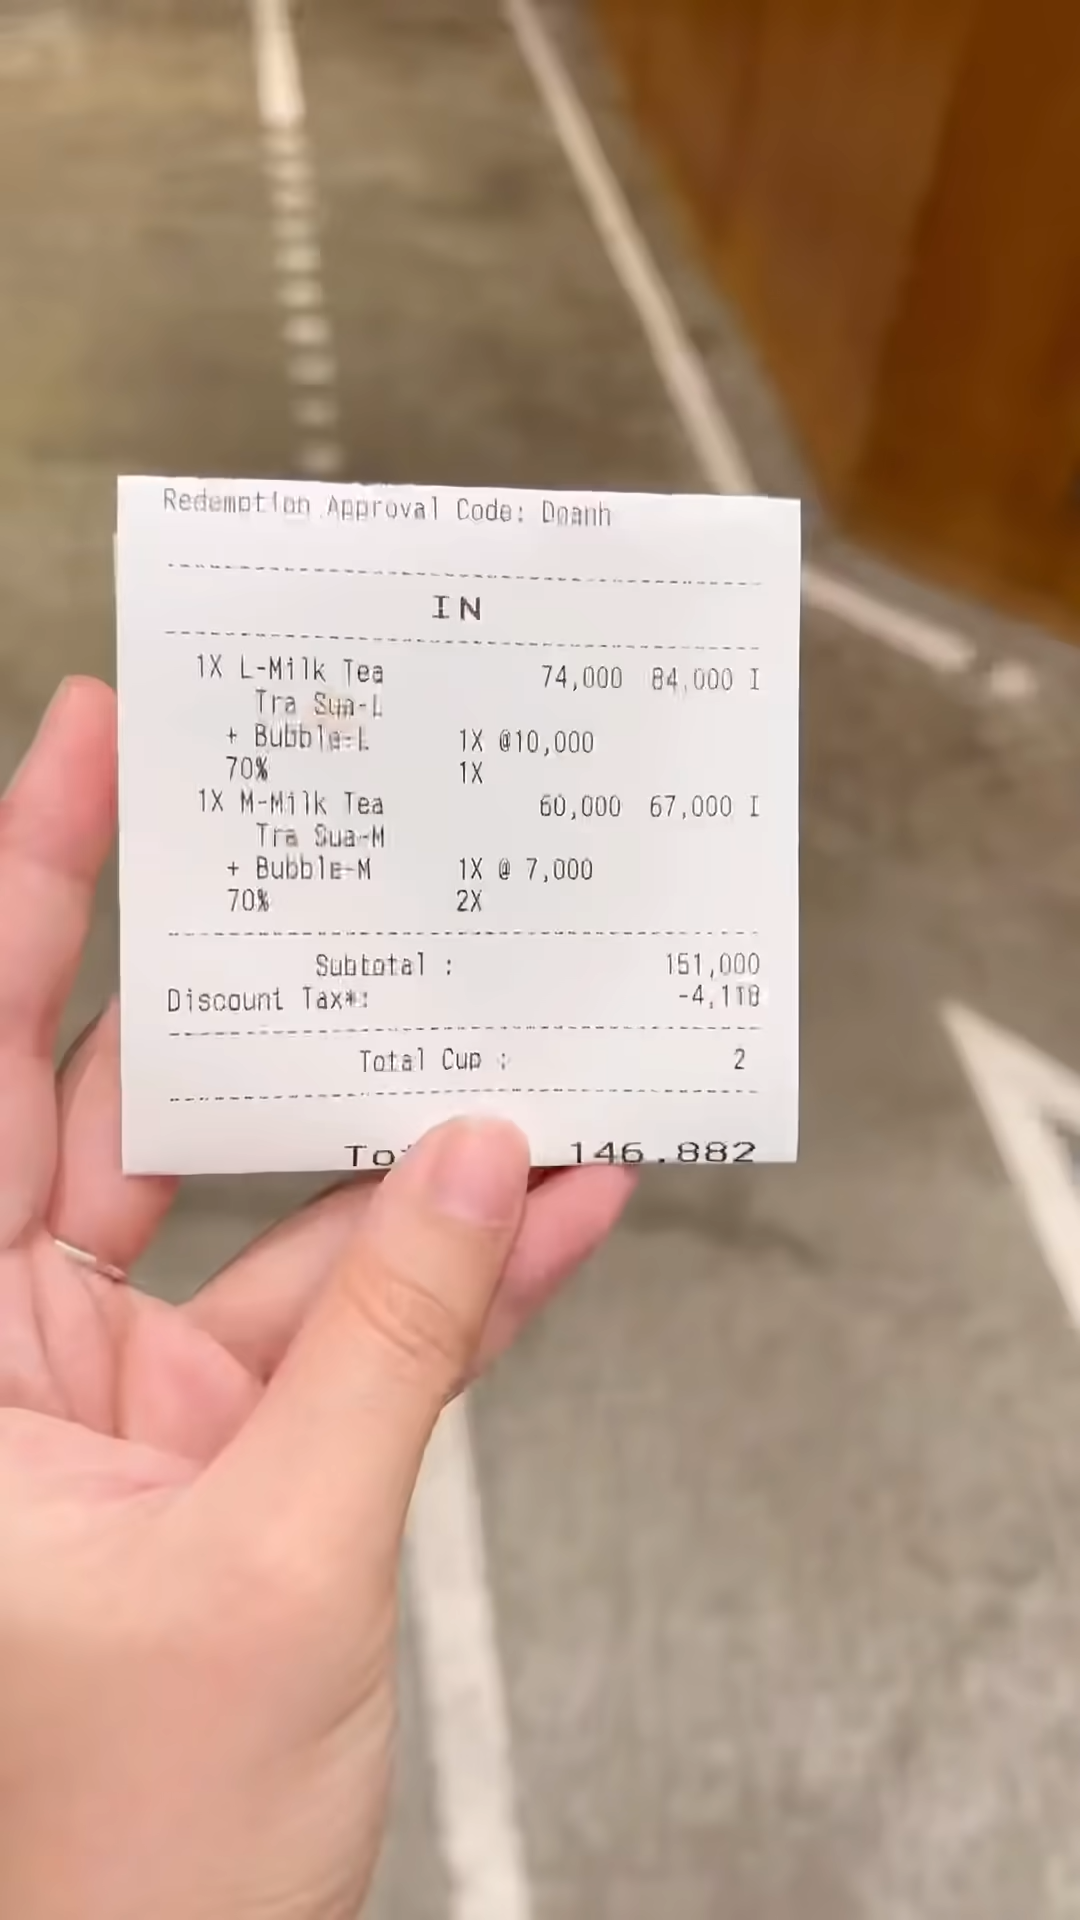 Redemption Approval Code: Doanh
IN
1X L-Milk Tea 74,000 84,000 I
Tra Sua-L
+ Bubble-L 1X @10,000
70% 1X
1X M-Milk Tea 60,000 67,000 I
Tra Sua-M
+ Bubble-M 1X @ 7,000
70% 2X
Subtotal : 151,000
Discount Tax*: -4,118
Total Cup : 2
146.882